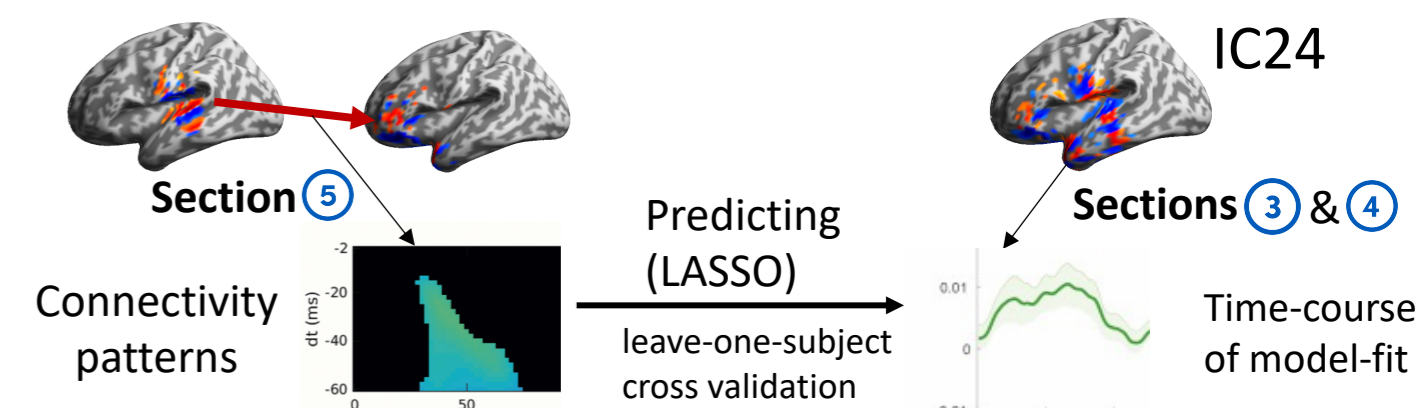 IC24
Section 5
Sections 3 & 4
Predicting
(LASSO)
leave-one-subject
cross validation
Connectivity
patterns
-2
-20
-40
-60
dt (ms)
0
50
0.01
0
Time-course
of model-fit